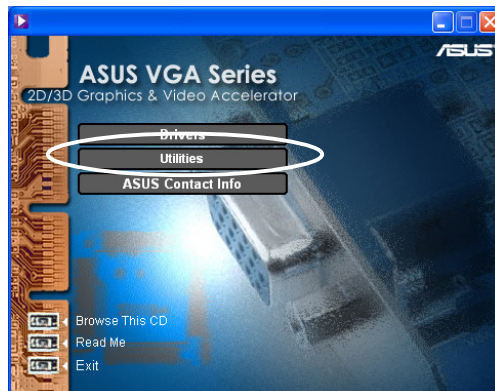 ASUS
ASUS VGA Series
2D/3D Graphics & Video Accelerator
Drivers
Utilities
ASUS Contact Info
Browse This CD
Read Me
Exit